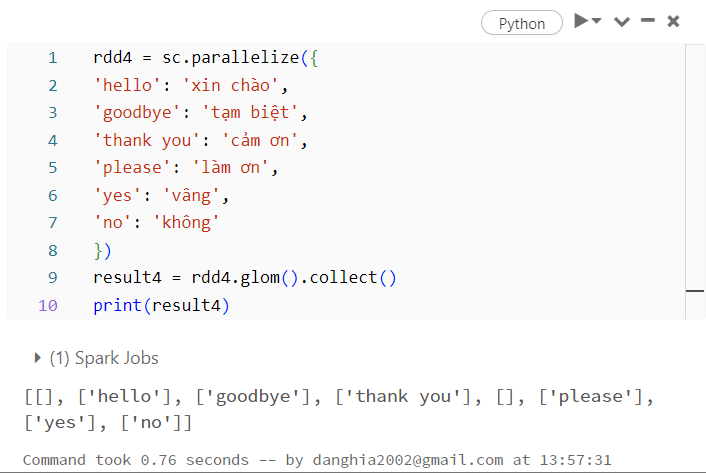 Python
1 rdd4 = sc.parallelize({
2 'hello': 'xin chào',
3 'goodbye': 'tạm biệt',
4 'thank you': 'cảm ơn',
5 'please': 'làm ơn',
6 'yes': 'vâng',
7 'no': 'không'
8 })
9 result4 = rdd4.glom().collect()
10 print(result4)
(1) Spark Jobs
[[], ['hello'], ['goodbye'], ['thank you'], [], ['please'],
['yes'], ['no']]
Command took 0.76 seconds -- by danghia2002@gmail.com at 13:57:31